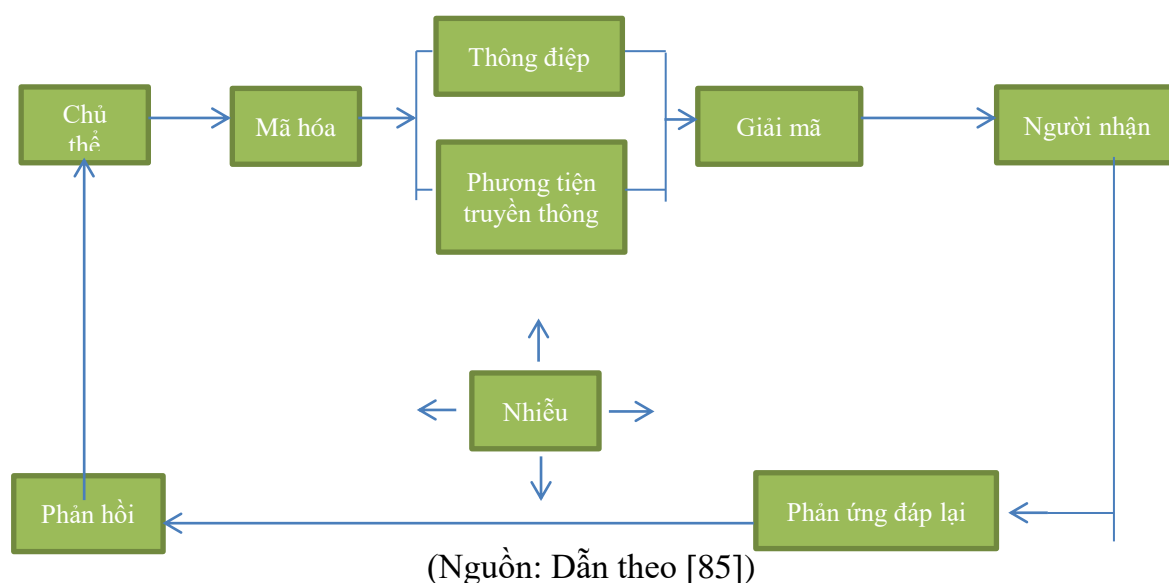 Thông điệp
Chủ
thể
Mã hóa
Giải mã
Người nhận
Phương tiện
truyền thông
Nhiễu
Phản hồi
Phản ứng đáp lại
(Nguồn: Dẫn theo [85])